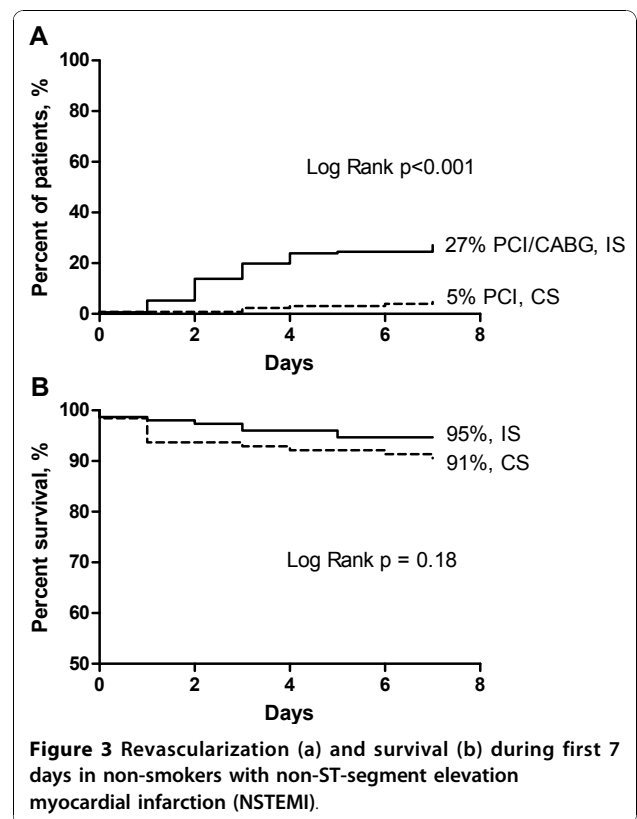 A
Percent of patients, %
100
80
60
40
20
0
Log Rank p<0.001
27% PCI/CABG, IS
5% PCI, CS
0 2 4 6 8
Days
B
Percent survival, %
100
90
80
70
60
50
95%, IS
91%, CS
Log Rank p = 0.18
0 2 4 6 8
Days
Figure 3 Revascularization (a) and survival (b) during first 7
days in non-smokers with non-ST-segment elevation
myocardial infarction (NSTEMI).